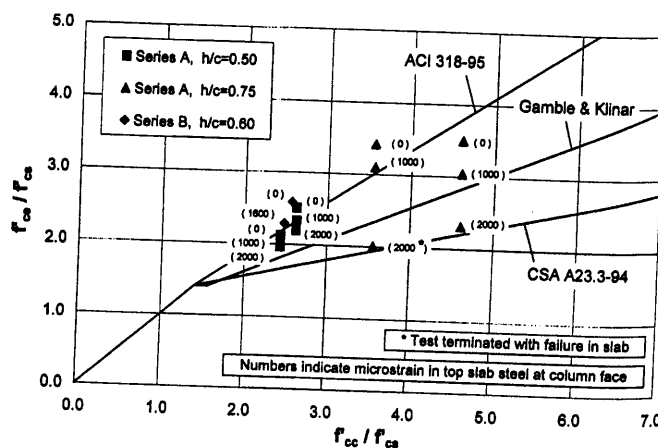 5.0
4.0
3.0
2.0
1.0
0.0
f'ce / f'cs
Series A, h/c=0.50
Series A, h/c=0.75
Series B, h/c=0.60
ACI 318-95
Gamble & Klinar
CSA A23.3-94
(0)
(0)
(1000)
(1000)
(0)
(0)
(1600)
(1000)
(0)
(2000)
(2000)
(1000)
(2000*)
(2000)
* Test terminated with failure in slab
Numbers indicate microstrain in top slab steel at column face
0.0 1.0 2.0 3.0 4.0 5.0 6.0 7.0
f'cc / f'cs